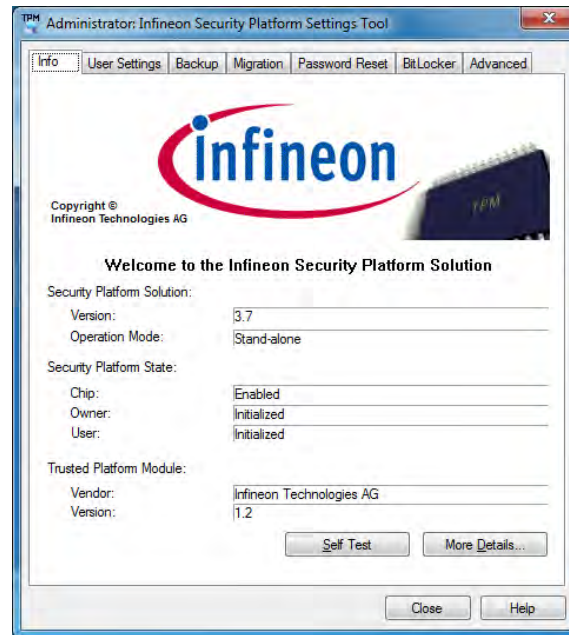 TPM Administrator: Infineon Security Platform Settings Tool
Info User Settings Backup Migration Password Reset BitLocker Advanced
infineon
Copyright ©
Infineon Technologies AG
TPM
Welcome to the Infineon Security Platform Solution
Security Platform Solution:
Version: 3.7
Operation Mode: Stand-alone
Security Platform State:
Chip: Enabled
Owner: Initialized
User: Initialized
Trusted Platform Module:
Vendor: Infineon Technologies AG
Version: 1.2
Self Test More Details...
Close Help